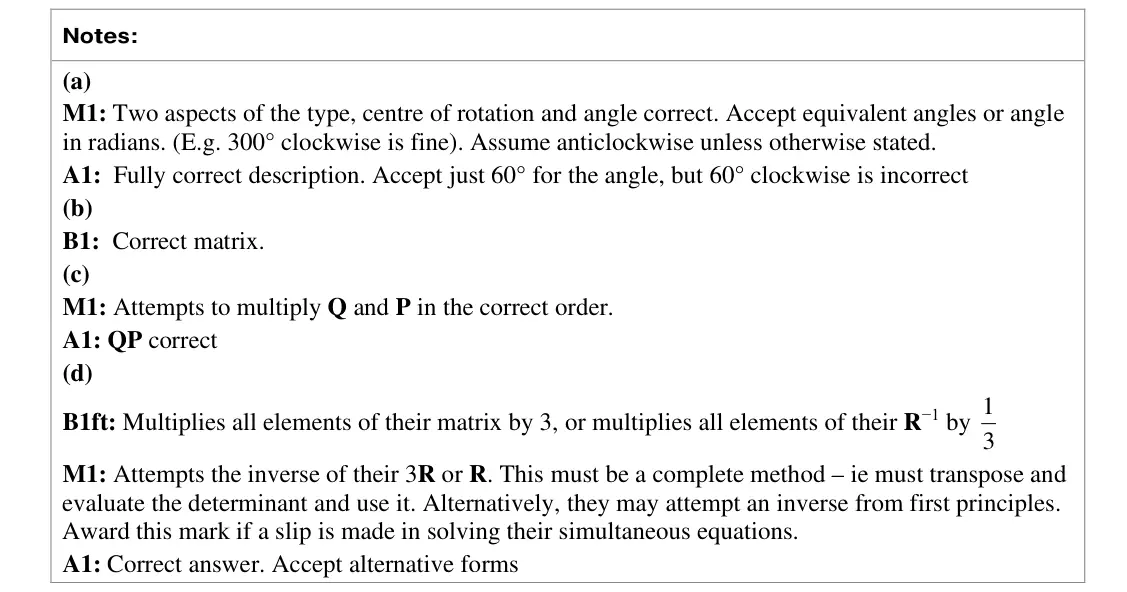 Notes:
(a)
M1: Two aspects of the type, centre of rotation and angle correct. Accept equivalent angles or angle
in radians. (E.g. 300° clockwise is fine). Assume anticlockwise unless otherwise stated.
A1: Fully correct description. Accept just 60° for the angle, but 60° clockwise is incorrect
(b)
B1: Correct matrix.
(c)
M1: Attempts to multiply Q and P in the correct order.
A1: QP correct
(d)
B1ft: Multiplies all elements of their matrix by 3, or multiplies all elements of their R⁻¹ by 1/3
M1: Attempts the inverse of their 3R or R. This must be a complete method – ie must transpose and
evaluate the determinant and use it. Alternatively, they may attempt an inverse from first principles.
Award this mark if a slip is made in solving their simultaneous equations.
A1: Correct answer. Accept alternative forms